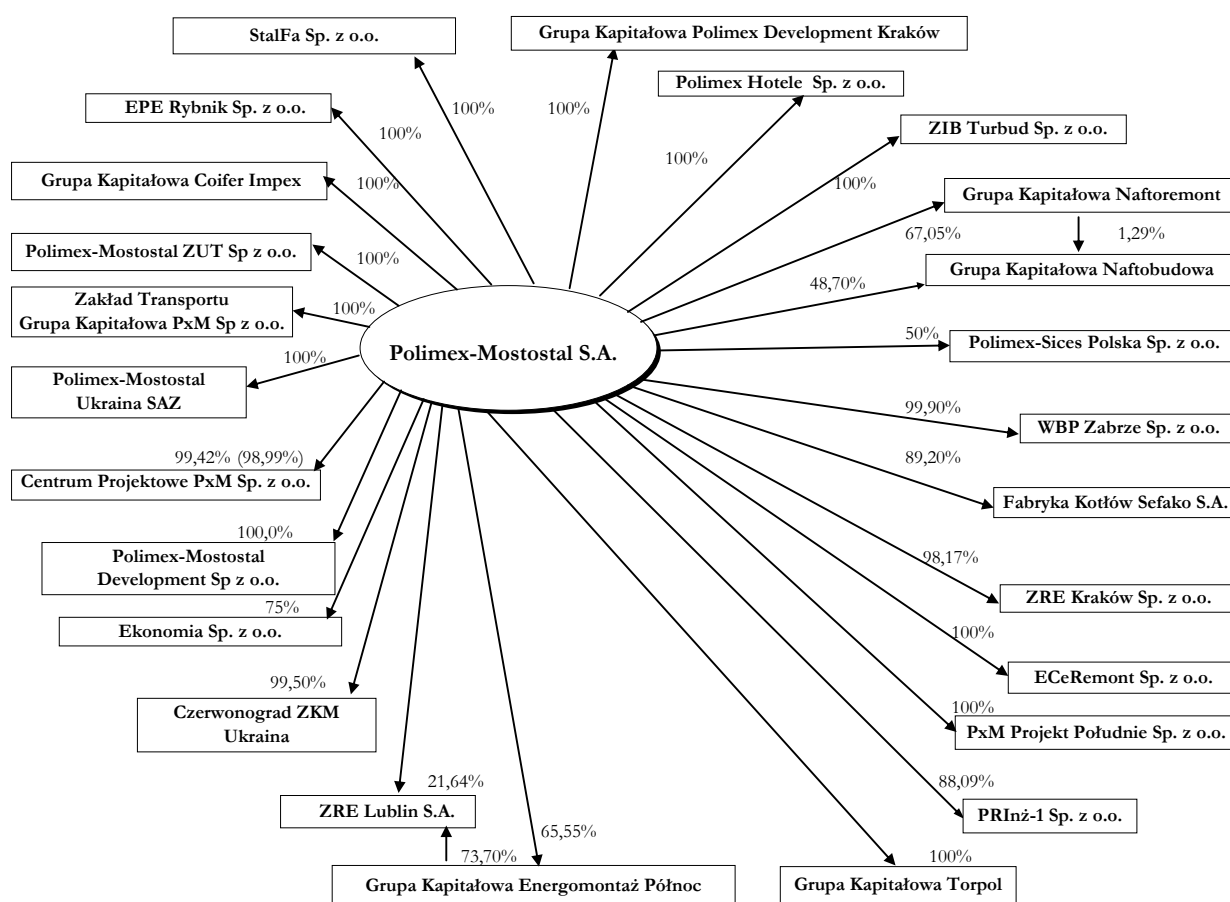 StalFa Sp. z o.o.
Grupa Kapitałowa Polimex Development Kraków
Polimex Hotele Sp. z o.o.
EPE Rybnik Sp. z o.o.
100%
100%
100%
ZIB Turbud Sp. z o.o.
100%
100%
Grupa Kapitałowa Coifer Impex
100%
100%
Grupa Kapitałowa Naftoremont
67,05%
1,29%
Polimex-Mostostal ZUT Sp z o.o.
100%
Grupa Kapitałowa Naftobudowa
48,70%
Zakład Transportu
Grupa Kapitałowa PxM Sp z o.o.
100%
50%
Polimex-Sices Polska Sp. z o.o.
Polimex-Mostostal S.A.
100%
Polimex-Mostostal
Ukraina SAZ
99,90%
WBP Zabrze Sp. z o.o.
99,42% (98,99%)
Centrum Projektowe PxM Sp. z o.o.
89,20%
Fabryka Kotłów Sefako S.A.
100,0%
Polimex-Mostostal
Development Sp z o.o.
98,17%
ZRE Kraków Sp. z o.o.
75%
Ekonomia Sp. z o.o.
100%
ECeRemont Sp. z o.o.
99,50%
Czerwonograd ZKM
Ukraina
100%
PxM Projekt Południe Sp. z o.o.
21,64%
ZRE Lublin S.A.
88,09%
PRInż-1 Sp. z o.o.
65,55%
73,70%
Grupa Kapitałowa Energomontaż Północ
100%
Grupa Kapitałowa Torpol